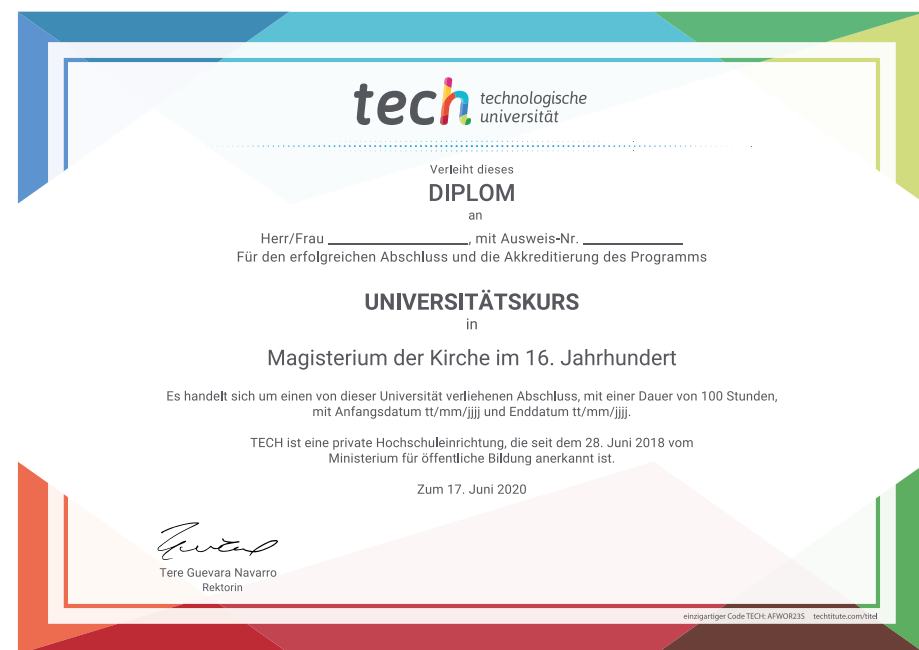 tech technologische
universität
Verleiht dieses
DIPLOM
an
Herr/Frau ____________, mit Ausweis-Nr. ____________
Für den erfolgreichen Abschluss und die Akkreditierung des Programms
UNIVERSITÄTSKURS
in
Magisterium der Kirche im 16. Jahrhundert
Es handelt sich um einen von dieser Universität verliehenen Abschluss, mit einer Dauer von 100 Stunden,
mit Anfangsdatum tt/mm/jjjj und Enddatum tt/mm/jjjj.
TECH ist eine private Hochschuleinrichtung, die seit dem 28. Juni 2018 vom
Ministerium für öffentliche Bildung anerkannt ist.
Zum 17. Juni 2020
Tere Guevara Navarro
Rektorin
einzigartiger Code TECH: AFWOR23S techtitute.com/titel